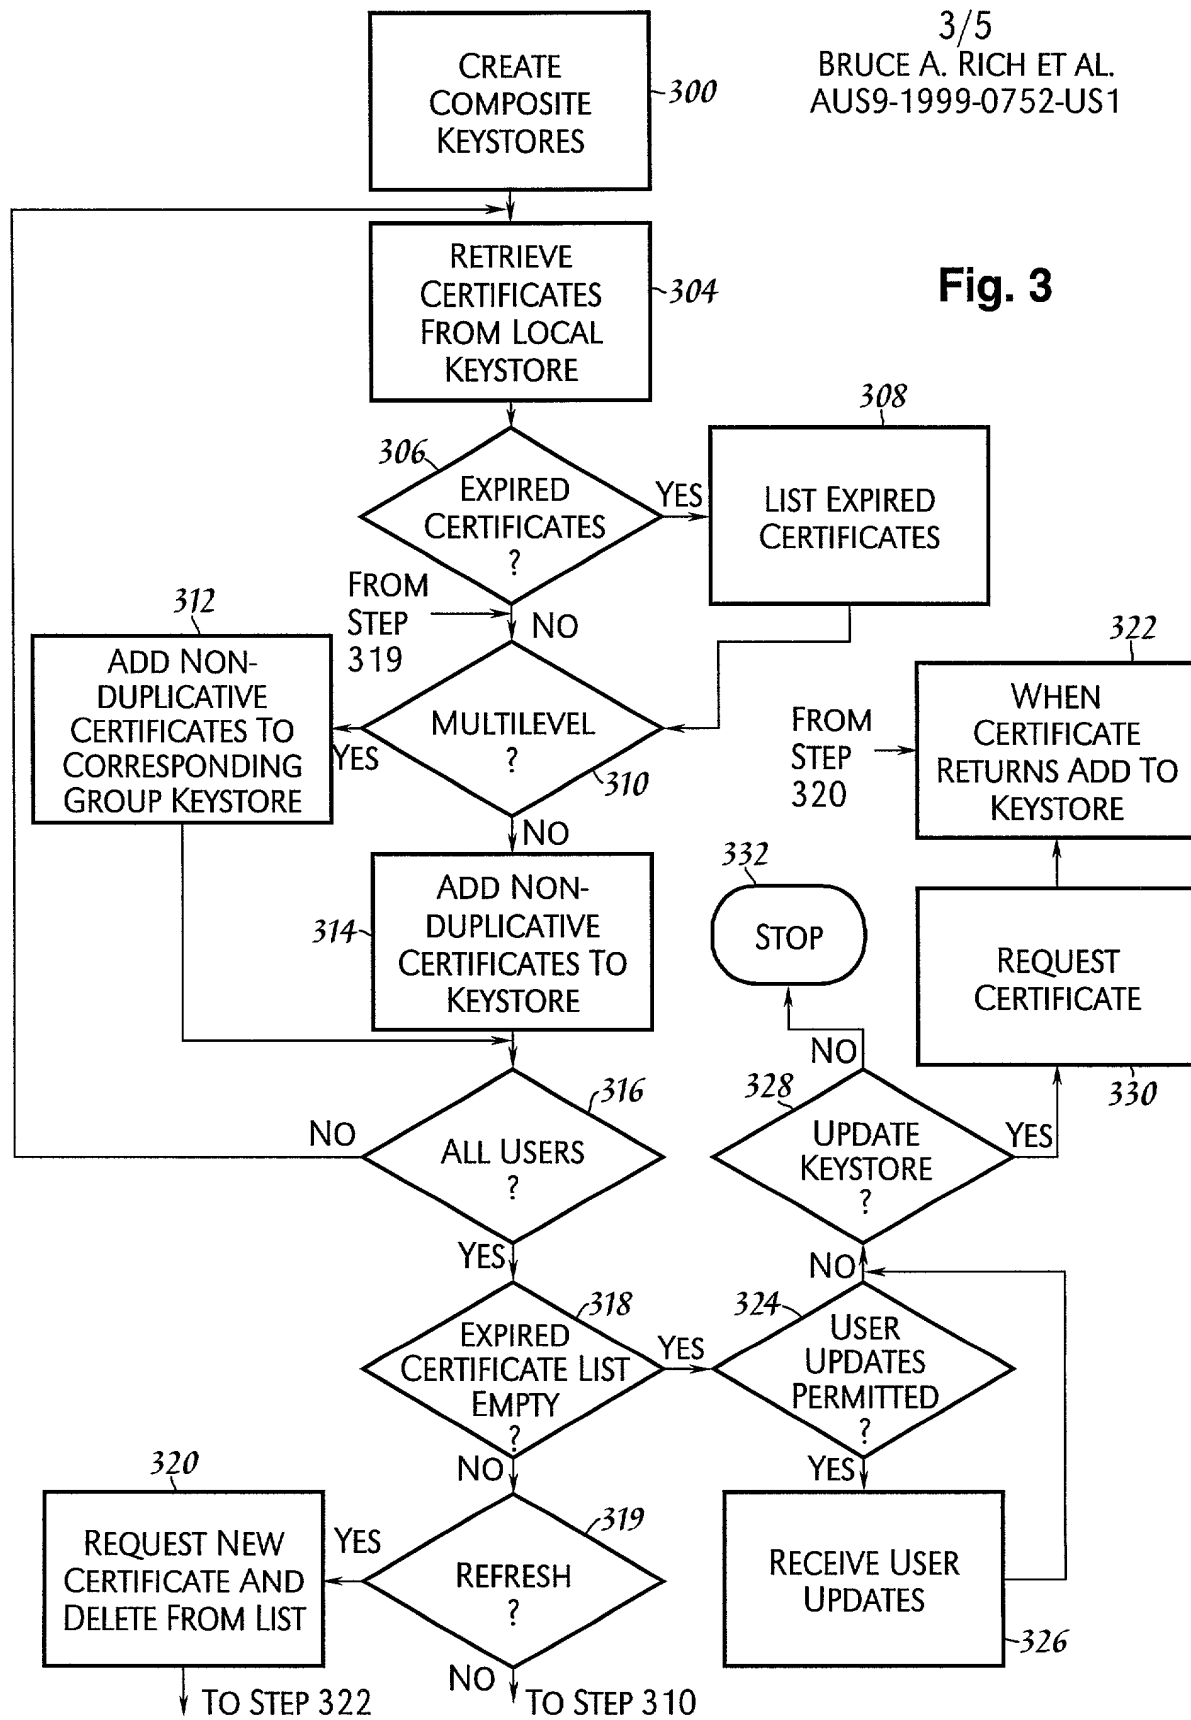 3/5
BRUCE A. RICH ET AL.
AUS9-1999-0752-US1
Fig. 3
CREATE
COMPOSITE
KEYSTORES
300
RETRIEVE
CERTIFICATES
FROM LOCAL
KEYSTORE
304
306
EXPIRED
CERTIFICATES
?
YES
308
LIST EXPIRED
CERTIFICATES
FROM
STEP
319
NO
312
ADD NON-
DUPLICATIVE
CERTIFICATES TO
CORRESPONDING
GROUP KEYSTORE
YES
MULTILEVEL
?
310
NO
314
ADD NON-
DUPLICATIVE
CERTIFICATES TO
KEYSTORE
316
ALL USERS
?
NO
YES
318
EXPIRED
CERTIFICATE LIST
EMPTY
?
YES
NO
319
REFRESH
?
YES
320
REQUEST NEW
CERTIFICATE AND
DELETE FROM LIST
TO STEP 322
NO
TO STEP 310
322
WHEN
CERTIFICATE
RETURNS ADD TO
KEYSTORE
FROM
STEP
320
332
STOP
REQUEST
CERTIFICATE
330
NO
328
UPDATE
KEYSTORE
?
YES
NO
324
USER
UPDATES
PERMITTED
?
YES
RECEIVE USER
UPDATES
326